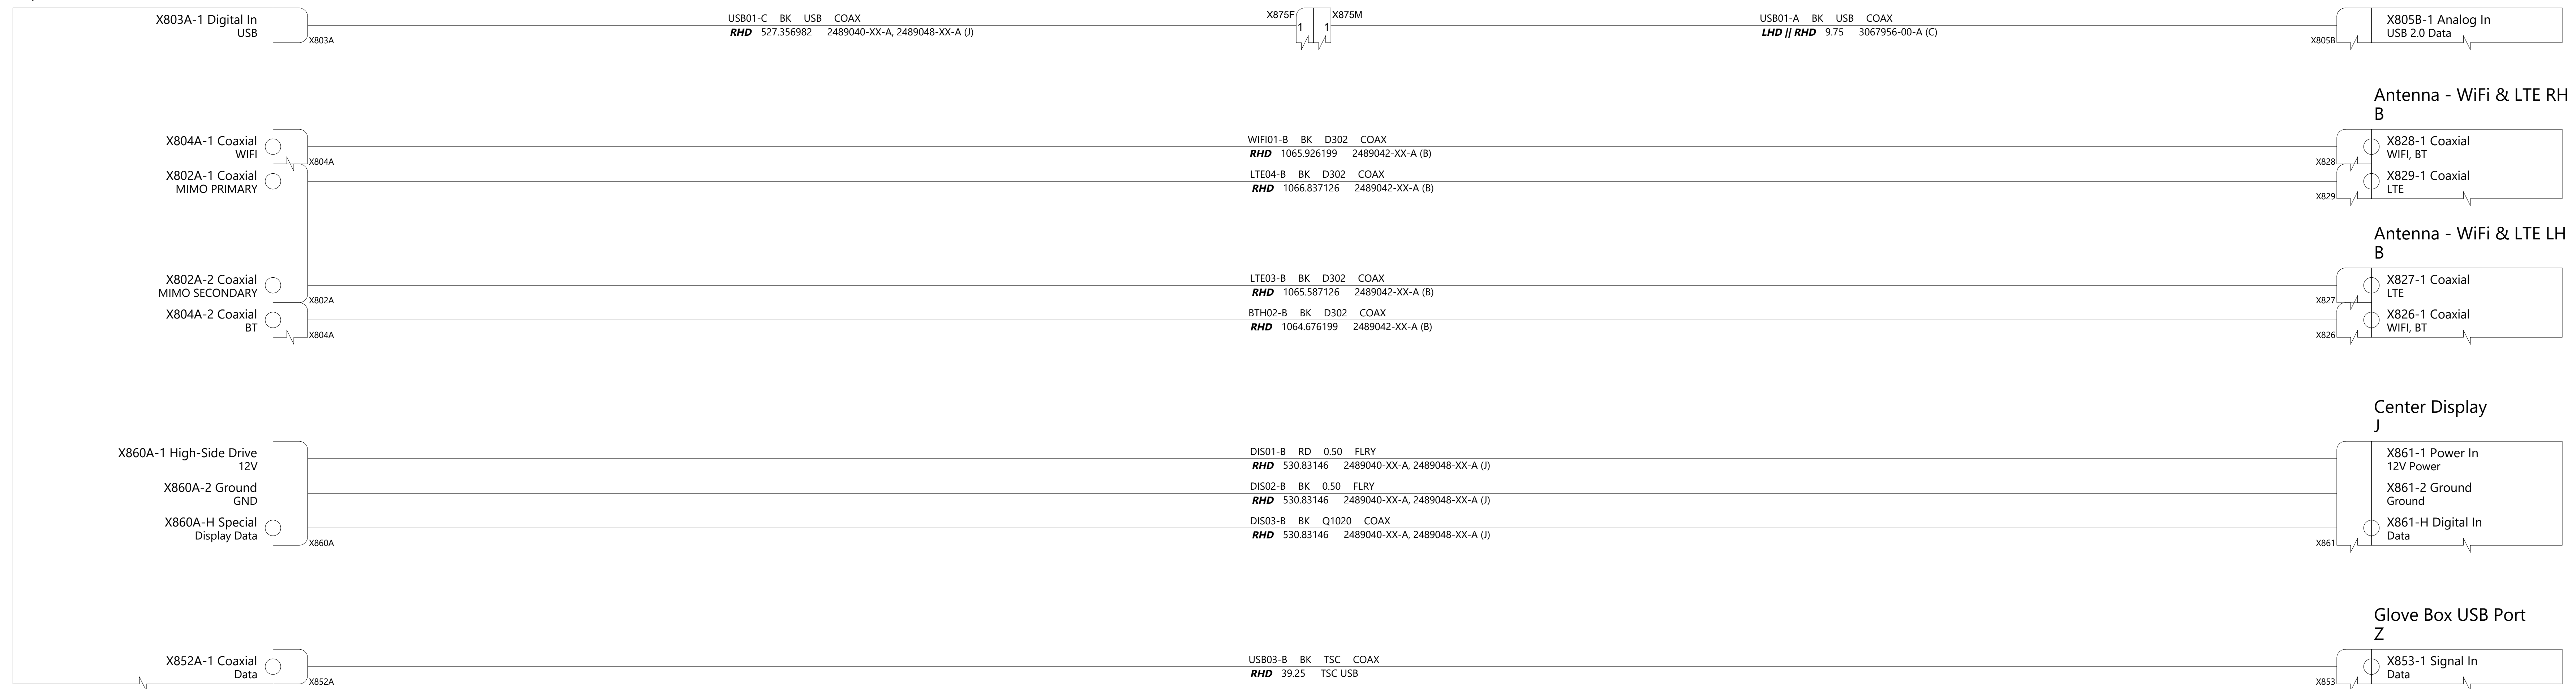 X803A-1 Digital In
USB
X803A
USB01-C BK USB COAX
RHD 527.356982 2489040-XX-A, 2489048-XX-A (J)
X875F
1
1
X875M
USB01-A BK USB COAX
LHD || RHD 9.75 3067956-00-A (C)
X805B
X805B-1 Analog In
USB 2.0 Data
Antenna - WiFi & LTE RH
B
X804A-1 Coaxial
WIFI
X804A
WIFI01-B BK D302 COAX
RHD 1065.926199 2489042-XX-A (B)
X828
X828-1 Coaxial
WIFI, BT
X802A-1 Coaxial
MIMO PRIMARY
LTE04-B BK D302 COAX
RHD 1066.837126 2489042-XX-A (B)
X829
X829-1 Coaxial
LTE
Antenna - WiFi & LTE LH
B
X802A-2 Coaxial
MIMO SECONDARY
X802A
LTE03-B BK D302 COAX
RHD 1065.587126 2489042-XX-A (B)
X827
X827-1 Coaxial
LTE
X804A-2 Coaxial
BT
X804A
BTH02-B BK D302 COAX
RHD 1064.676199 2489042-XX-A (B)
X826
X826-1 Coaxial
WIFI, BT
Center Display
J
X860A-1 High-Side Drive
12V
DIS01-B RD 0.50 FLRY
RHD 530.83146 2489040-XX-A, 2489048-XX-A (J)
X861-1 Power In
12V Power
X860A-2 Ground
GND
DIS02-B BK 0.50 FLRY
RHD 530.83146 2489040-XX-A, 2489048-XX-A (J)
X861-2 Ground
Ground
X860A-H Special
Display Data
X860A
DIS03-B BK Q1020 COAX
RHD 530.83146 2489040-XX-A, 2489048-XX-A (J)
X861
X861-H Digital In
Data
Glove Box USB Port
Z
X852A-1 Coaxial
Data
X852A
USB03-B BK TSC COAX
RHD 39.25 TSC USB
X853
X853-1 Signal In
Data